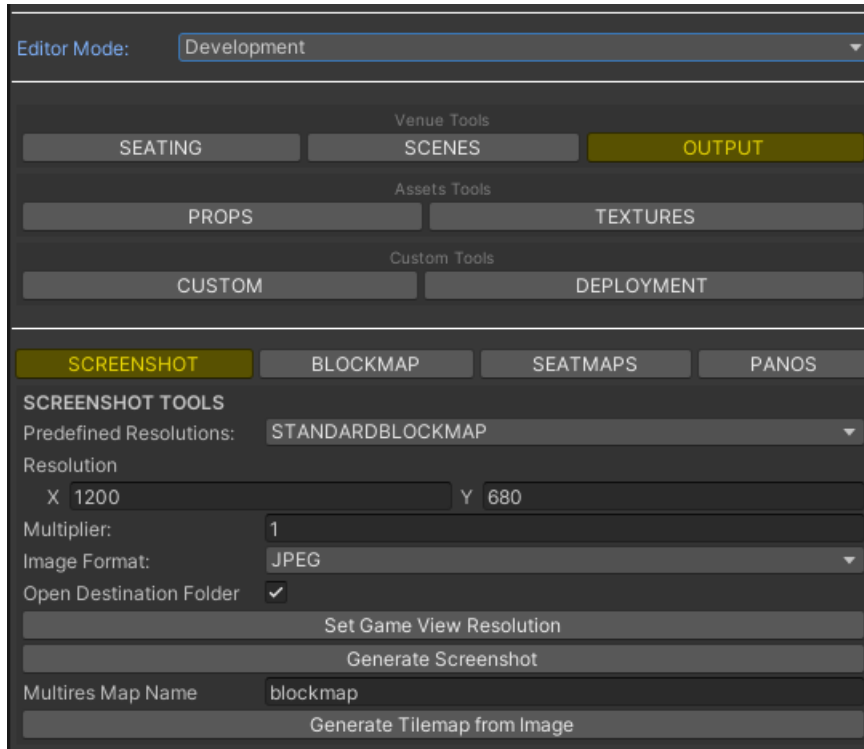 Editor Mode: Development
Venue Tools
SEATING SCENES OUTPUT
Assets Tools
PROPS TEXTURES
Custom Tools
CUSTOM DEPLOYMENT
SCREENSHOT BLOCKMAP SEATMAPS PANOS
SCREENSHOT TOOLS
Predefined Resolutions: STANDARDBLOCKMAP
Resolution
X 1200 Y 680
Multiplier: 1
Image Format: JPEG
Open Destination Folder
Set Game View Resolution
Generate Screenshot
Multires Map Name blockmap
Generate Tilemap from Image